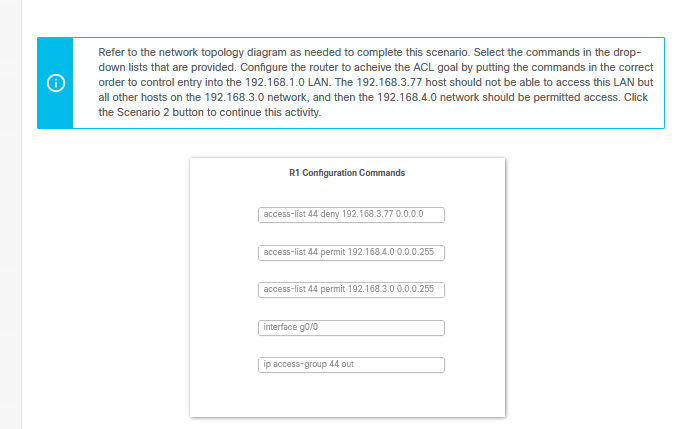 Refer to the network topology diagram as needed to complete this scenario. Select the commands in the drop-
down lists that are provided. Configure the router to acheive the ACL goal by putting the commands in the correct
order to control entry into the 192.168.1.0 LAN. The 192.168.3.77 host should not be able to access this LAN but
all other hosts on the 192.168.3.0 network, and then the 192.168.4.0 network should be permitted access. Click
the Scenario 2 button to continue this activity.
R1 Configuration Commands
access-list 44 deny 192.168.3.77 0.0.0.0
access-list 44 permit 192.168.4.0 0.0.0.255
access-list 44 permit 192.168.3.0 0.0.0.255
interface g0/0
ip access-group 44 out